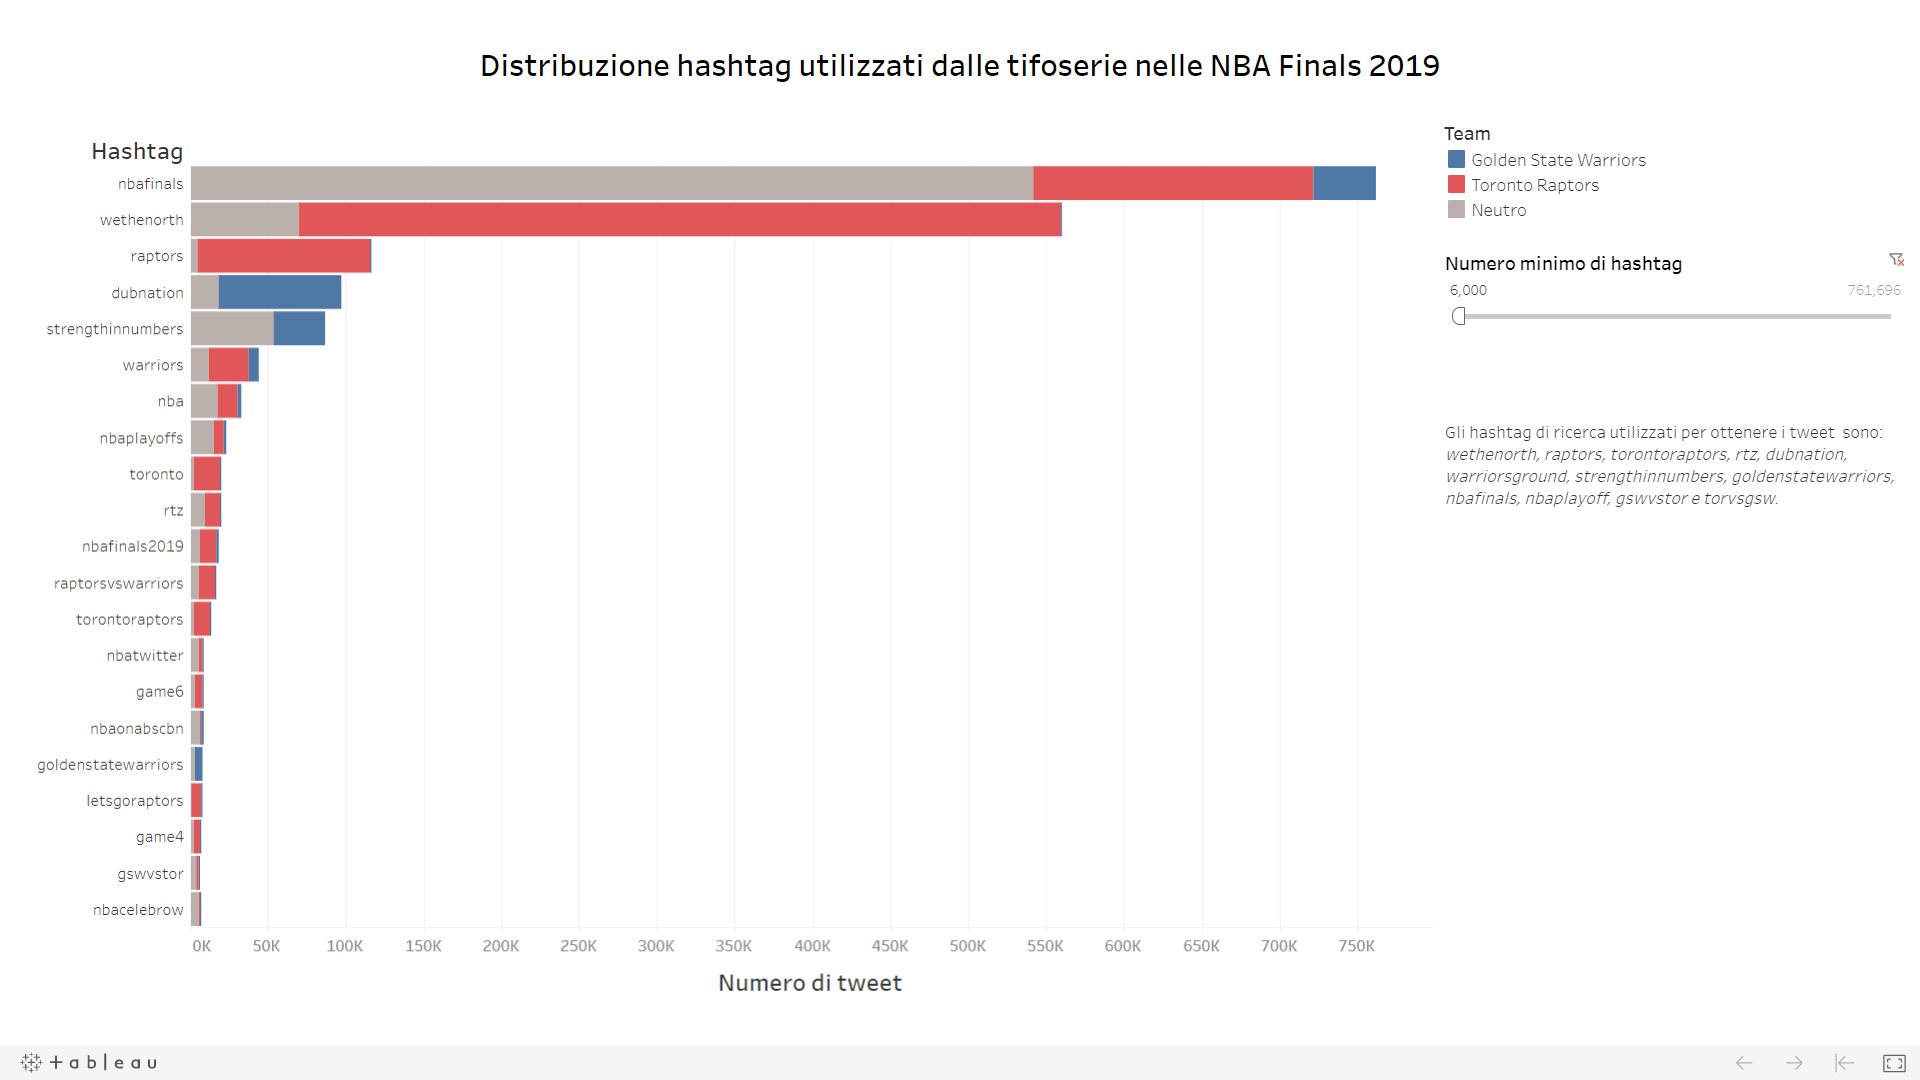 Distribuzione hashtag utilizzati dalle tifoserie nelle NBA Finals 2019
Hashtag
nbafinals
wethenorth
raptors
dubnation
strengthinnumbers
warriors
nba
nbaplayoffs
toronto
rtz
nbafinals2019
raptorsvswarriors
torontoraptors
nbatwitter
game6
nbaonabscbn
goldenstatewarriors
letsgoraptors
game4
gswvstor
nbacelebrow
0K 50K 100K 150K 200K 250K 300K 350K 400K 450K 500K 550K 600K 650K 700K 750K
Numero di tweet
Team
Golden State Warriors
Toronto Raptors
Neutro
Numero minimo di hashtag
6,000 761,696
Gli hashtag di ricerca utilizzati per ottenere i tweet sono:
wethenorth, raptors, torontoraptors, rtz, dubnation,
warriorsground, strengthinnumbers, goldenstatewarriors,
nbafinals, nbaplayoff, gswvstor e torvsgsw.
+ableau